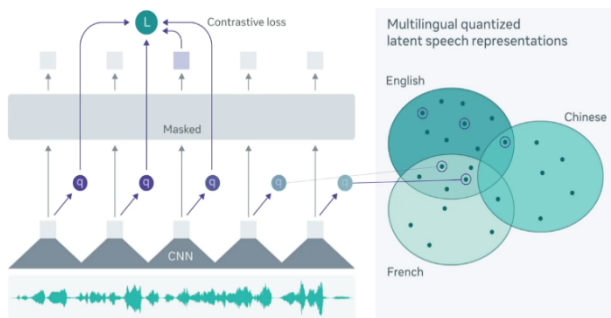 Contrastive loss
L
Masked
q q q q q
CNN
Multilingual quantized
latent speech representations
English
Chinese
French